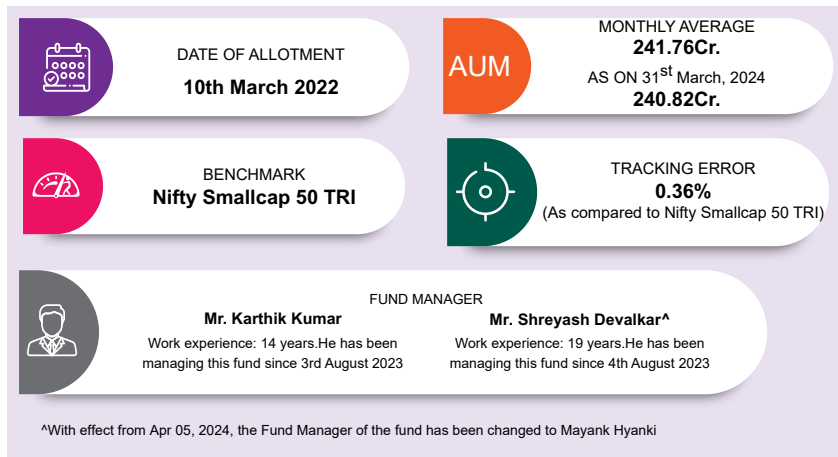 DATE OF ALLOTMENT
10th March 2022
AUM
MONTHLY AVERAGE
241.76Cr.
AS ON 31st March, 2024
240.82Cr.
BENCHMARK
Nifty Smallcap 50 TRI
TRACKING ERROR
0.36%
(As compared to Nifty Smallcap 50 TRI)
FUND MANAGER
Mr. Karthik Kumar
Work experience: 14 years.He has been
managing this fund since 3rd August 2023
Mr. Shreyash Devalkar^
Work experience: 19 years.He has been
managing this fund since 4th August 2023
^With effect from Apr 05, 2024, the Fund Manager of the fund has been changed to Mayank Hyanki